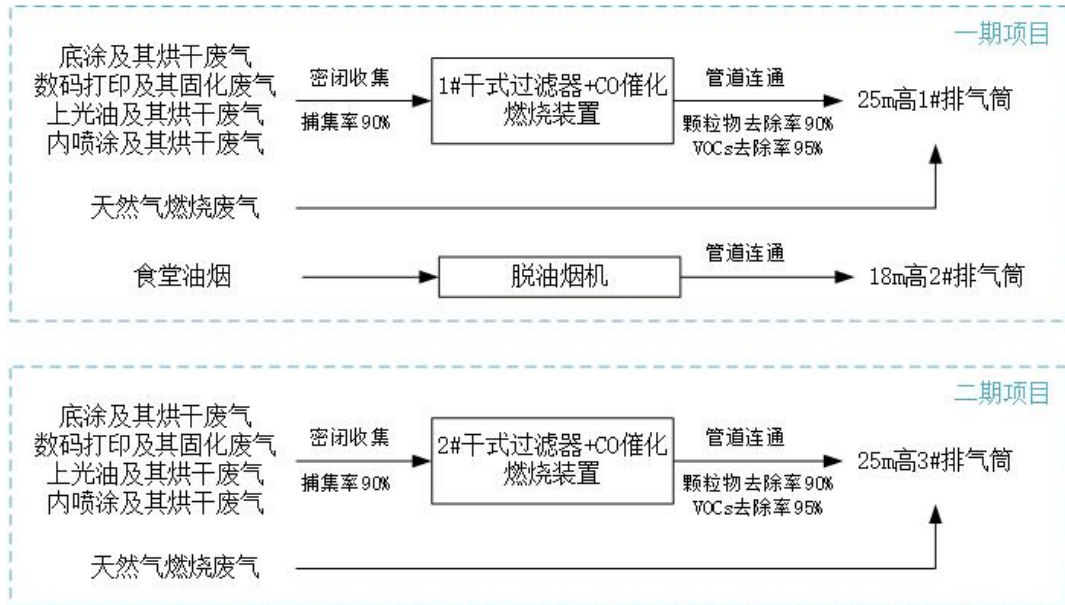 一期项目
底涂及其烘干废气
数码打印及其固化废气
上光油及其烘干废气
内喷涂及其烘干废气
密闭收集
捕集率90%
1#干式过滤器+CO催化
燃烧装置
管道连通
颗粒物去除率90%
VOCs去除率95%
25m高1#排气筒
天然气燃烧废气
食堂油烟
脱油烟机
管道连通
18m高2#排气筒
二期项目
底涂及其烘干废气
数码打印及其固化废气
上光油及其烘干废气
内喷涂及其烘干废气
密闭收集
捕集率90%
2#干式过滤器+CO催化
燃烧装置
管道连通
颗粒物去除率90%
VOCs去除率95%
25m高3#排气筒
天然气燃烧废气